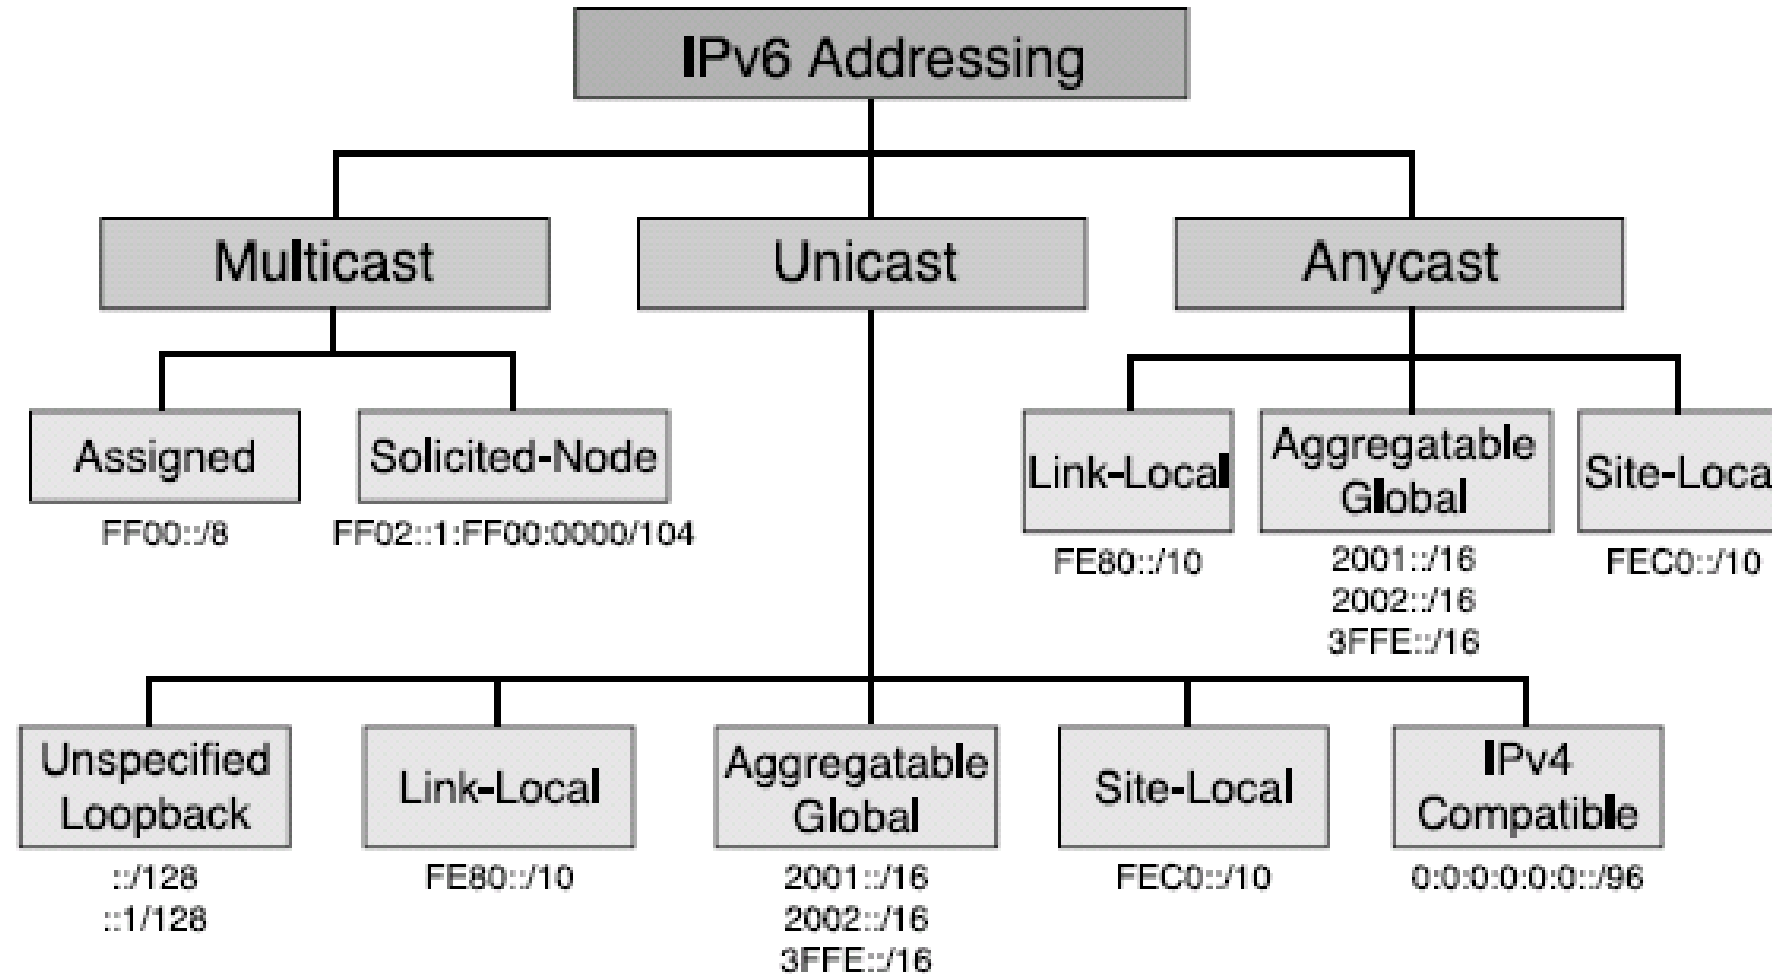 IPv6 Addressing
Multicast
Unicast
Anycast
Assigned
FF00::/8
Solicited-Node
FF02::1:FF00:0000/104
Link-Local
FE80::/10
Aggregatable
Global
2001::/16
2002::/16
3FFE::/16
Site-Loca
FEC0::/10
Unspecified
Loopback
::/128
::1/128
Link-Local
FE80::/10
Aggregatable
Global
2001::/16
2002::/16
3FFE::/16
Site-Local
FEC0::/10
IPv4
Compatible
0:0:0:0:0:0::/96